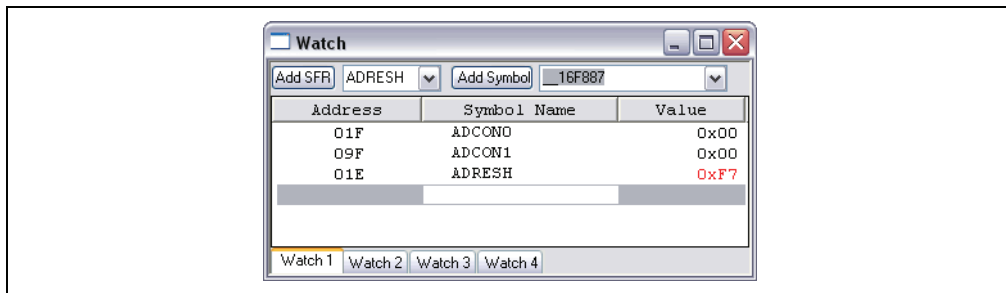 Watch
Add SFR ADRESH Add Symbol __16F887
Address Symbol Name Value
01F ADCON0 0x00
09F ADCON1 0x00
01E ADRESH 0xF7
Watch 1 Watch 2 Watch 3 Watch 4